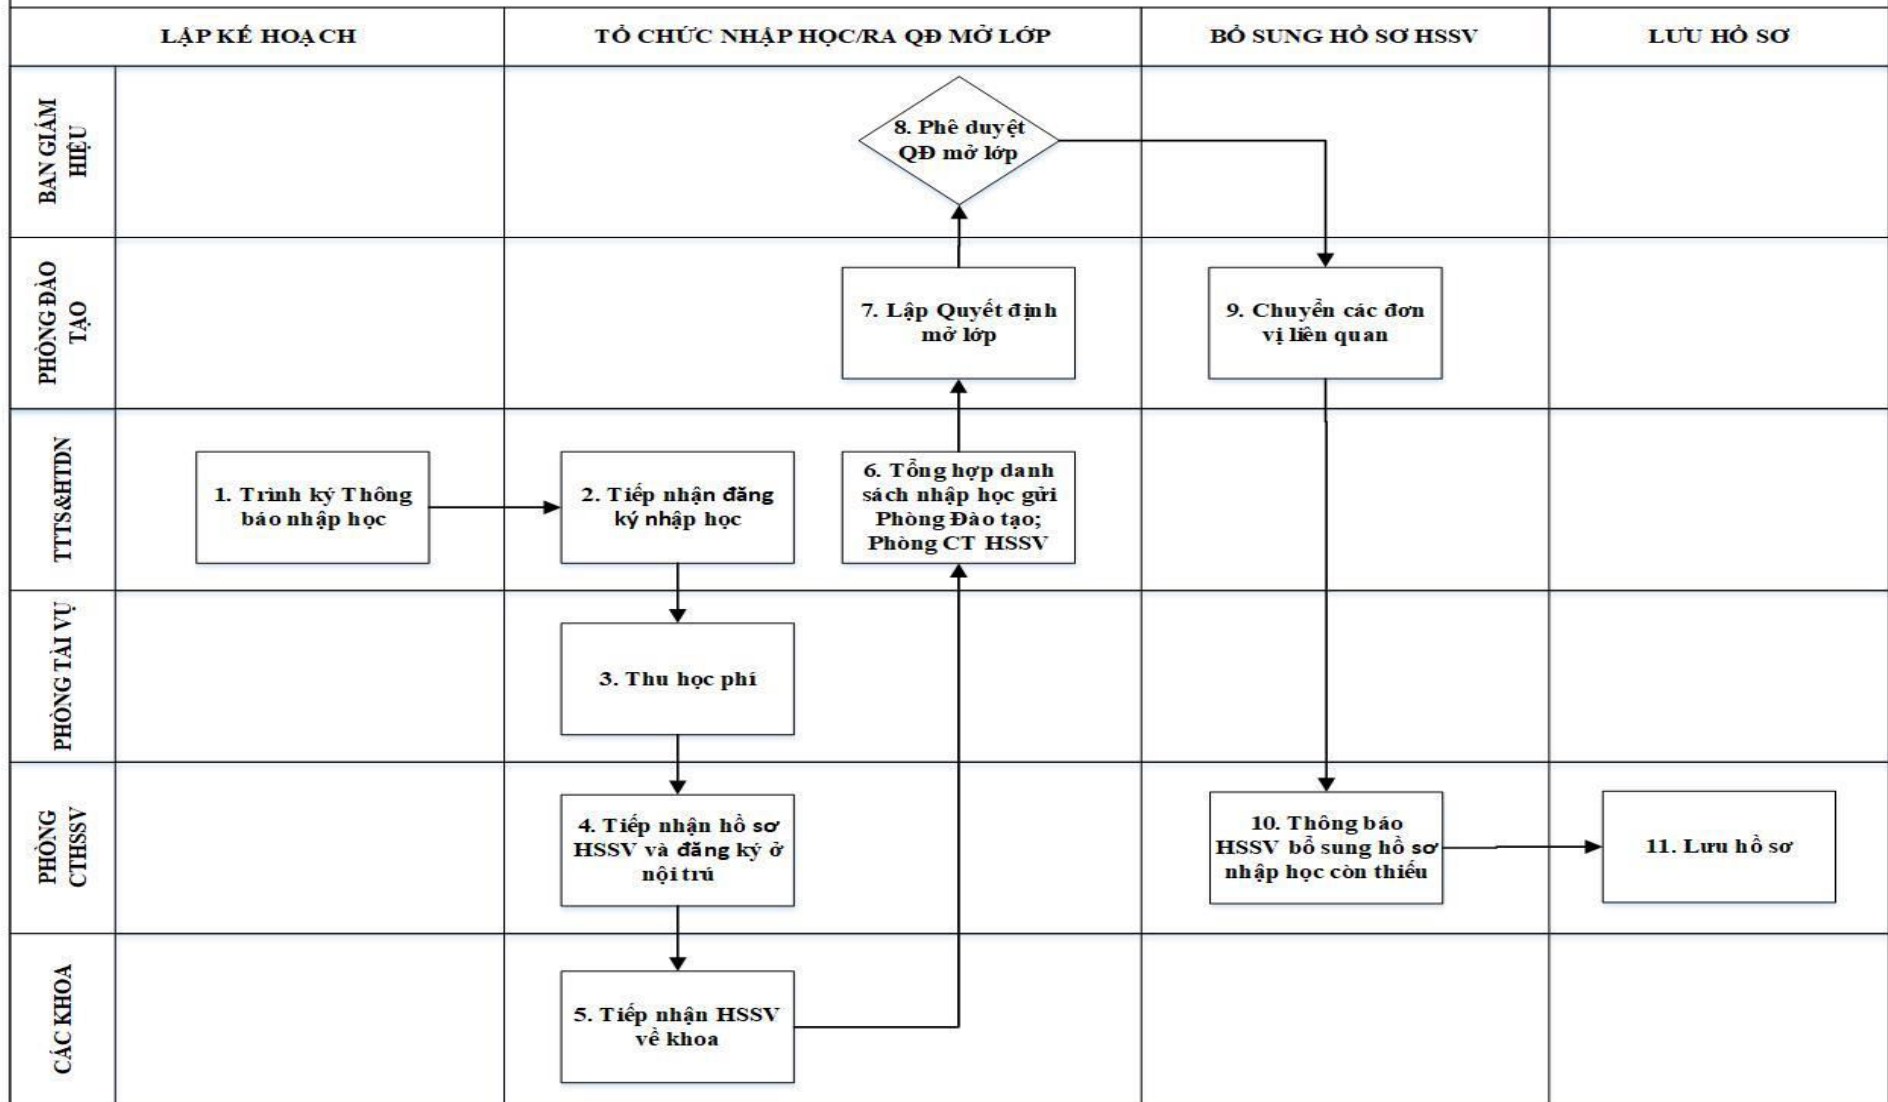 LẬP KẾ HOẠCH
TỔ CHỨC NHẬP HỌC/RA QĐ MỞ LỚP
BỔ SUNG HỒ SƠ HSSV
LƯU HỒ SƠ
BAN GIÁM
HIỆU
8. Phê duyệt
QĐ mở lớp
PHÒNG ĐÀO
TẠO
7. Lập Quyết định
mở lớp
9. Chuyển các đơn
vị liên quan
TTTS&HTDN
1. Trình ký Thông
báo nhập học
2. Tiếp nhận đăng
ký nhập học
6. Tổng hợp danh
sách nhập học gửi
Phòng Đào tạo;
Phòng CT HSSV
PHÒNG TÀI VỤ
3. Thu học phí
PHÒNG
CTHSSV
4. Tiếp nhận hồ sơ
HSSV và đăng ký ở
nội trú
10. Thông báo
HSSV bổ sung hồ sơ
nhập học còn thiếu
11. Lưu hồ sơ
CÁC KHOA
5. Tiếp nhận HSSV
về khoa